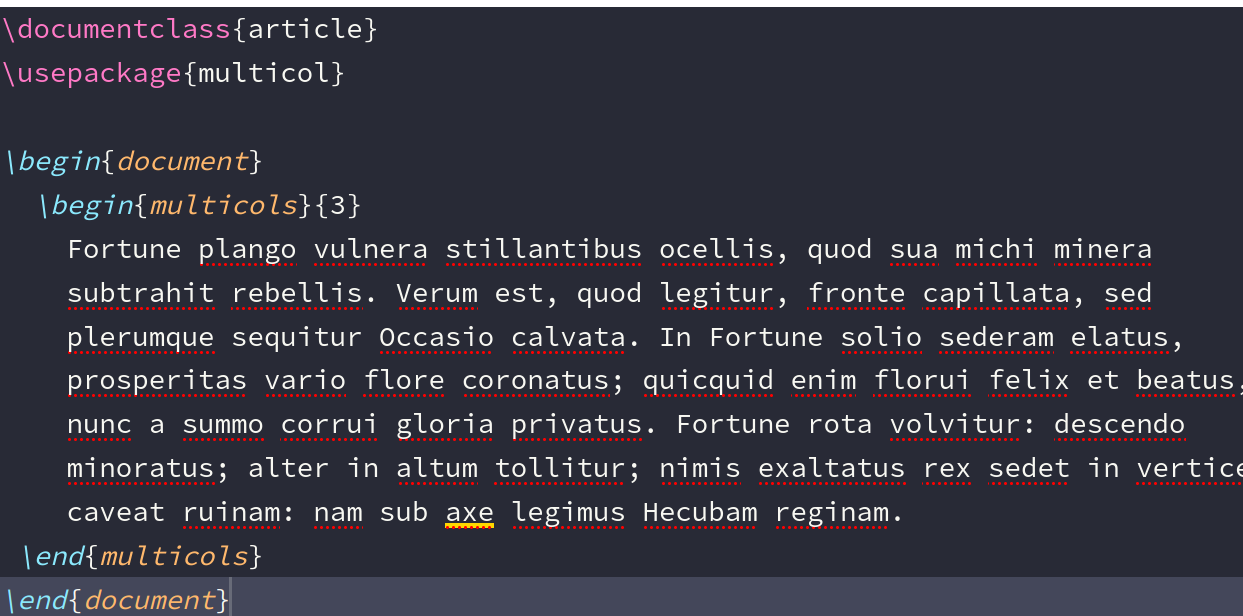 \documentclass{article}
\usepackage{multicol}
\begin{document}
\begin{multicols}{3}
Fortune plango vulnera stillantibus ocellis, quod sua michi minera
subtrahit rebellis. Verum est, quod legitur, fronte capillata, sed
plerumque sequitur Occasio calvata. In Fortune solio sederam elatus,
prosperitas vario flore coronatus; quicquid enim florui felix et beatus,
nunc a summo corrui gloria privatus. Fortune rota volvitur: descendo
minoratus; alter in altum tollitur; nimis exaltatus rex sedet in vertice
caveat ruinam: nam sub axe legimus Hecubam reginam.
\end{multicols}
\end{document}